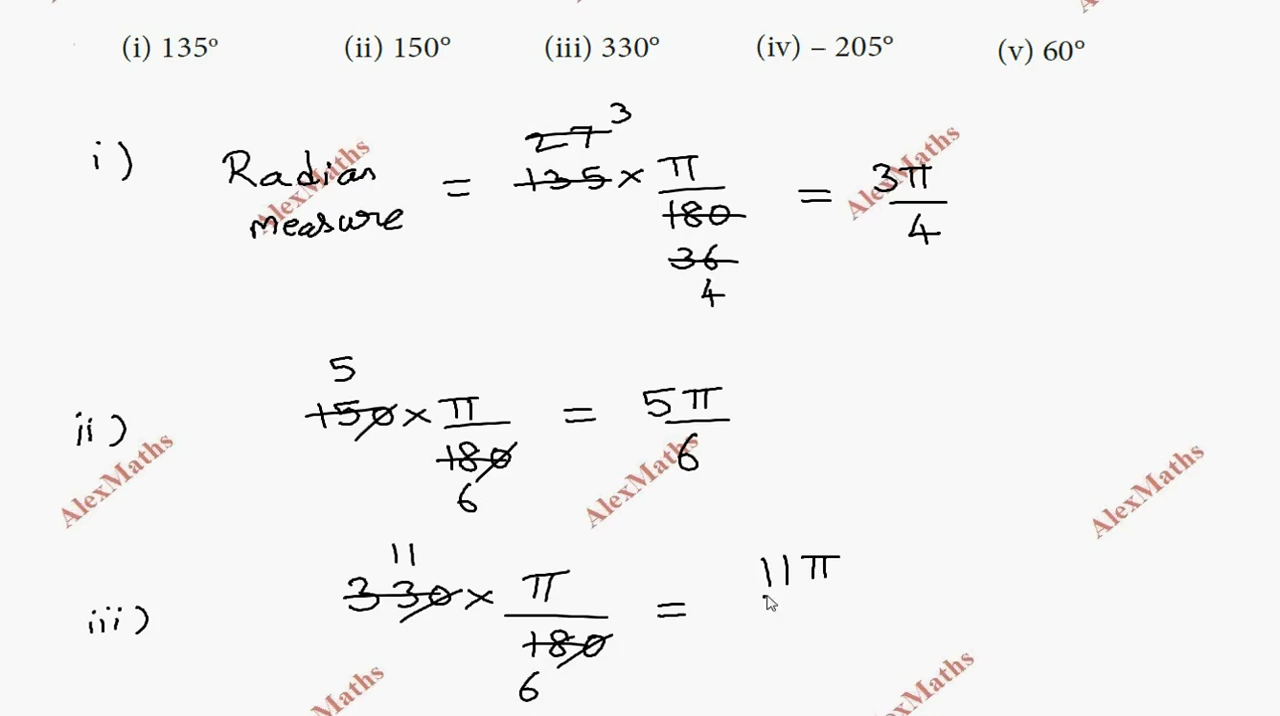 (i) 135° (ii) 150° (iii) 330° (iv) – 205° (v) 60°
27 3
i) Radian measure = 135 × π/180 = 3π/4
36
4
5
ii) 150 × π/180 = 5π/6
6
11
iii) 330 × π/180 = 11π
6
AlexMaths
AlexMaths
AlexMaths
AlexMaths
AlexMaths
Maths
AlexMaths